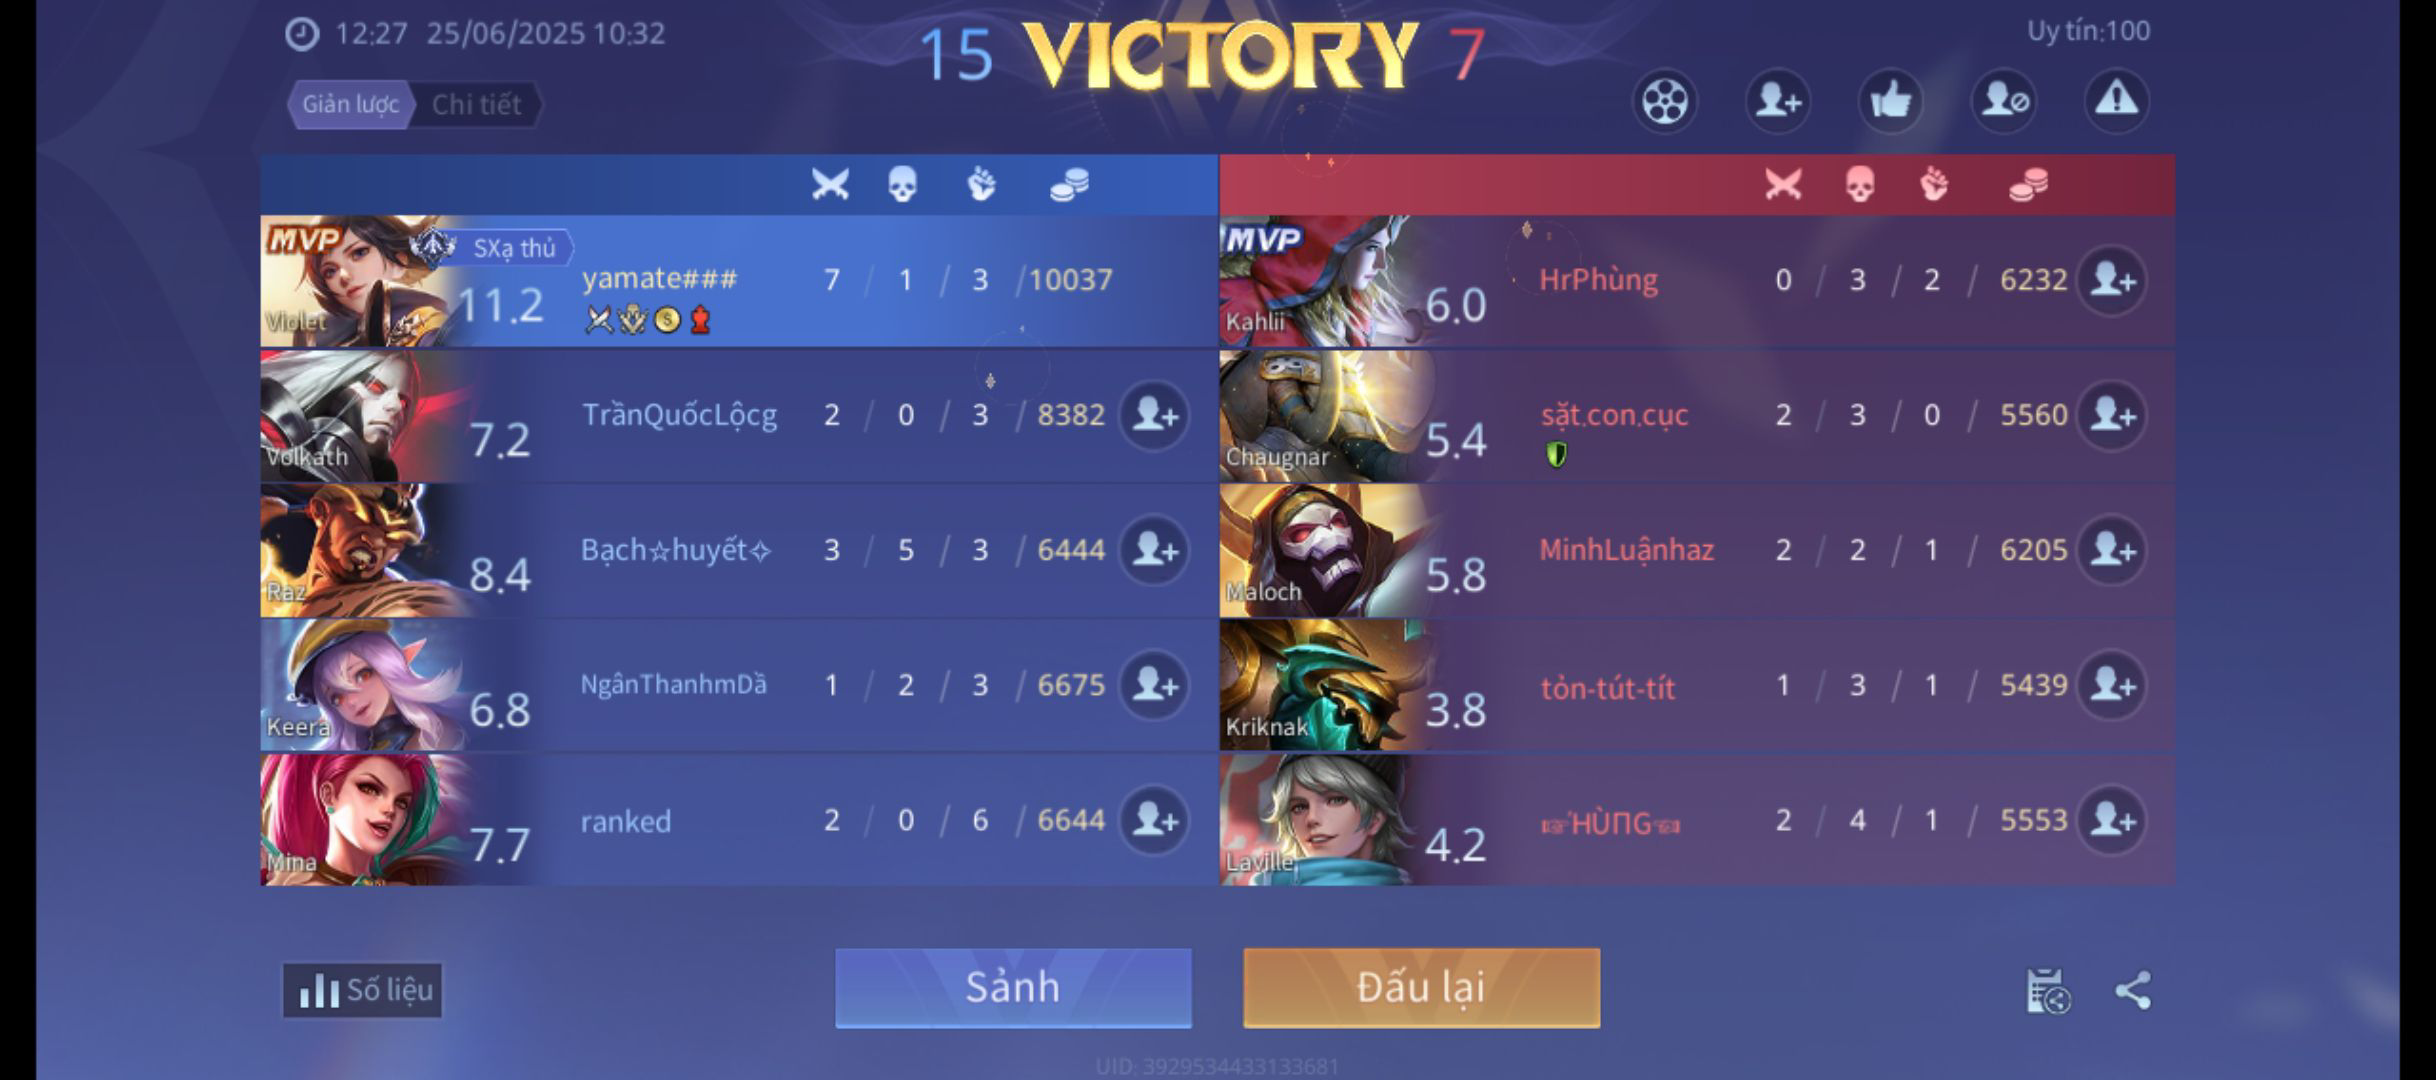 12:27 25/06/2025 10:32
15 VICTORY 7
Uy tín:100
Giản lược Chi tiết
MVP
SXạ thủ
Violet
11.2
yamate###
7 / 1 / 3 /10037
Volkath
7.2
TrầnQuốcLộcg
2 / 0 / 3 / 8382
Raz
8.4
Bạch☆huyết✧
3 / 5 / 3 / 6444
Keera
6.8
NgânThanhmDầ
1 / 2 / 3 / 6675
Mina
7.7
ranked
2 / 0 / 6 / 6644
MVP
Kahlii
6.0
HrPhùng
0 / 3 / 2 / 6232
Chaugnar
5.4
sặt.con.cục
2 / 3 / 0 / 5560
Maloch
5.8
MinhLuậnhaz
2 / 2 / 1 / 6205
Kriknak
3.8
tỏn-tút-tít
1 / 3 / 1 / 5439
Laville
4.2
☞HÙΠG☜
2 / 4 / 1 / 5553
Số liệu
Sảnh
Đấu lại
UID: 3929534433133681